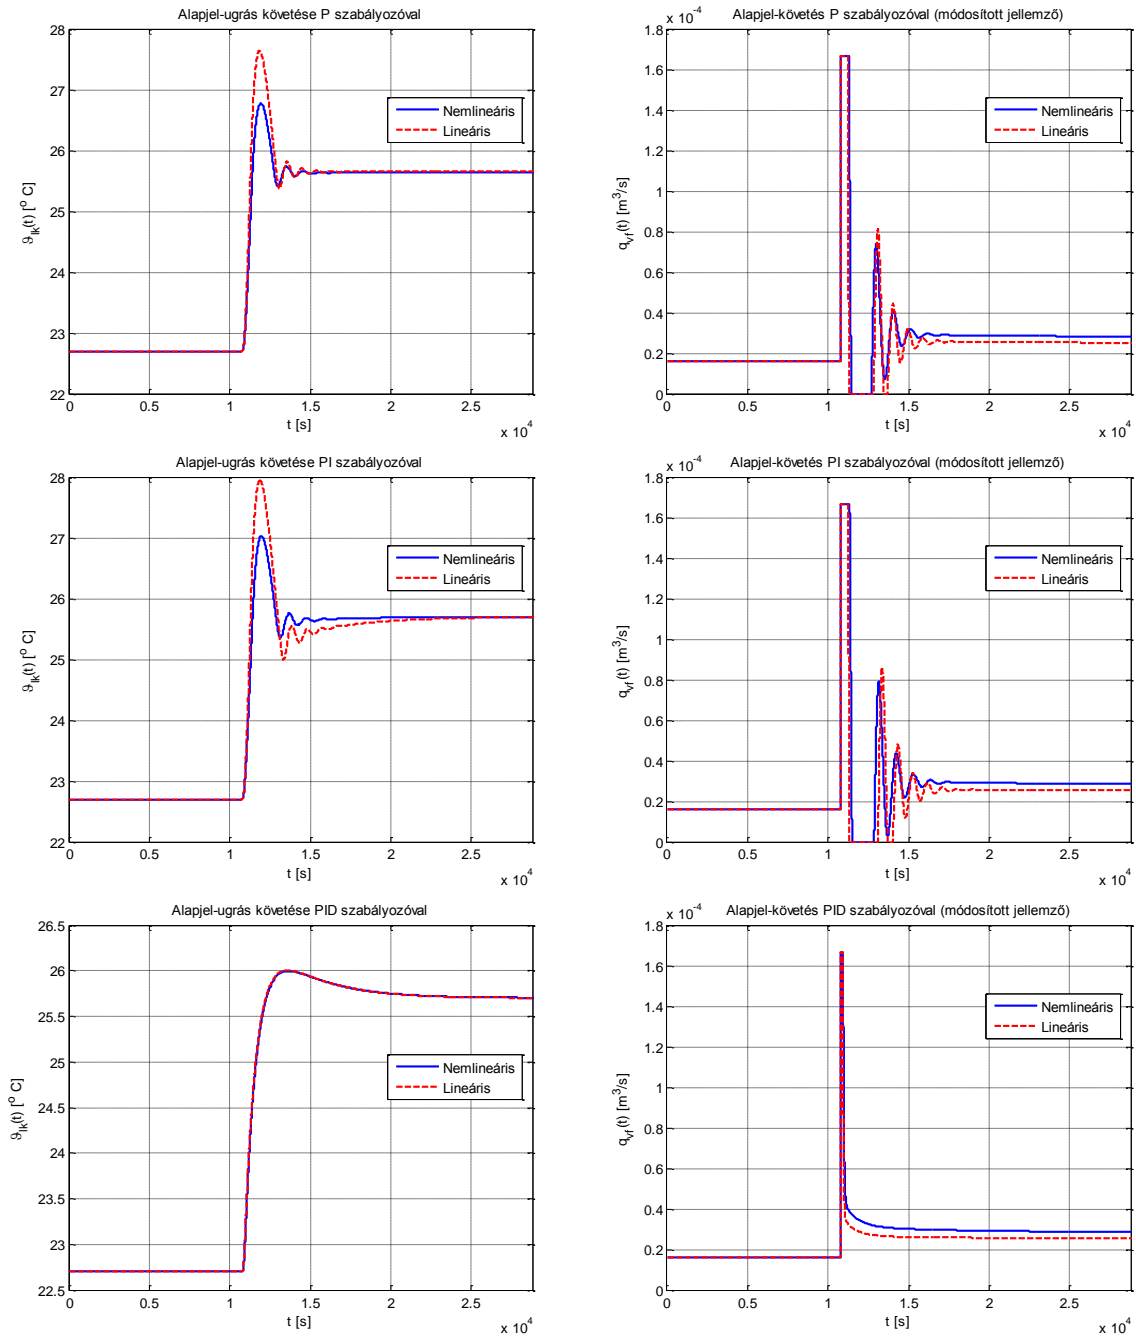 Alapjel-ugrás követése P szabályozóval
28
27
26
25
24
23
22
ϑlk(t) [o C]
Nemlineáris
Lineáris
0 0.5 1 1.5 2 2.5
t [s]
x 10^4
Alapjel-követés P szabályozóval (módosított jellemző)
x 10^-4
1.8
1.6
1.4
1.2
1
0.8
0.6
0.4
0.2
0
qvf(t) [m^3/s]
Nemlineáris
Lineáris
0 0.5 1 1.5 2 2.5
t [s]
x 10^4
Alapjel-ugrás követése PI szabályozóval
28
27
26
25
24
23
22
ϑlk(t) [o C]
Nemlineáris
Lineáris
0 0.5 1 1.5 2 2.5
t [s]
x 10^4
Alapjel-követés PI szabályozóval (módosított jellemző)
x 10^-4
1.8
1.6
1.4
1.2
1
0.8
0.6
0.4
0.2
0
qvf(t) [m^3/s]
Nemlineáris
Lineáris
0 0.5 1 1.5 2 2.5
t [s]
x 10^4
Alapjel-ugrás követése PID szabályozóval
26.5
26
25.5
25
24.5
24
23.5
23
22.5
ϑlk(t) [o C]
Nemlineáris
Lineáris
0 0.5 1 1.5 2 2.5
t [s]
x 10^4
Alapjel-követés PID szabályozóval (módosított jellemző)
x 10^-4
1.8
1.6
1.4
1.2
1
0.8
0.6
0.4
0.2
0
qvf(t) [m^3/s]
Nemlineáris
Lineáris
0 0.5 1 1.5 2 2.5
t [s]
x 10^4